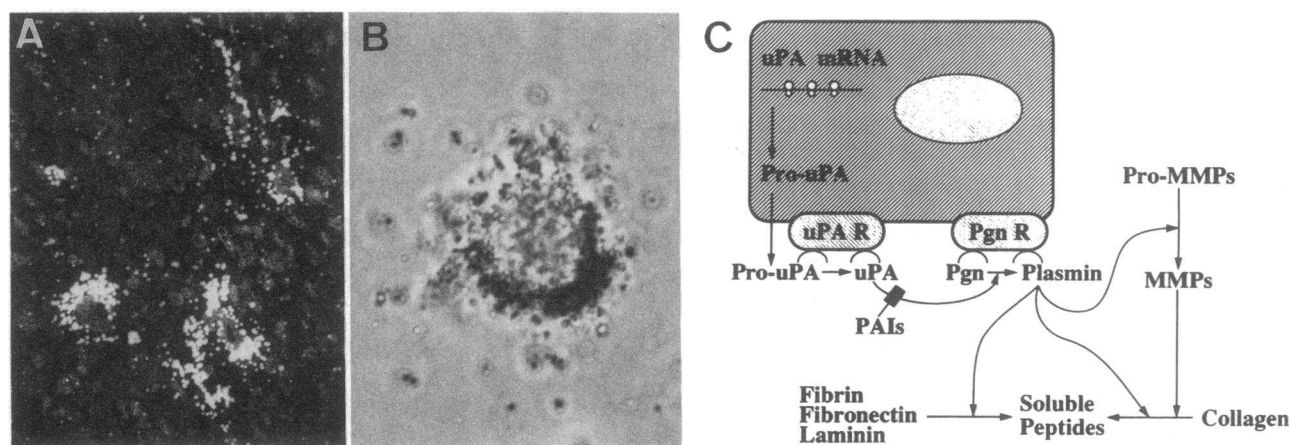 A
B
C
uPA mRNA
Pro-uPA
uPA R
Pgn R
Pro-MMPs
Pro-uPA
uPA
Pgn
Plasmin
MMPs
PAIs
Fibrin
Fibronectin
Laminin
Soluble
Peptides
Collagen